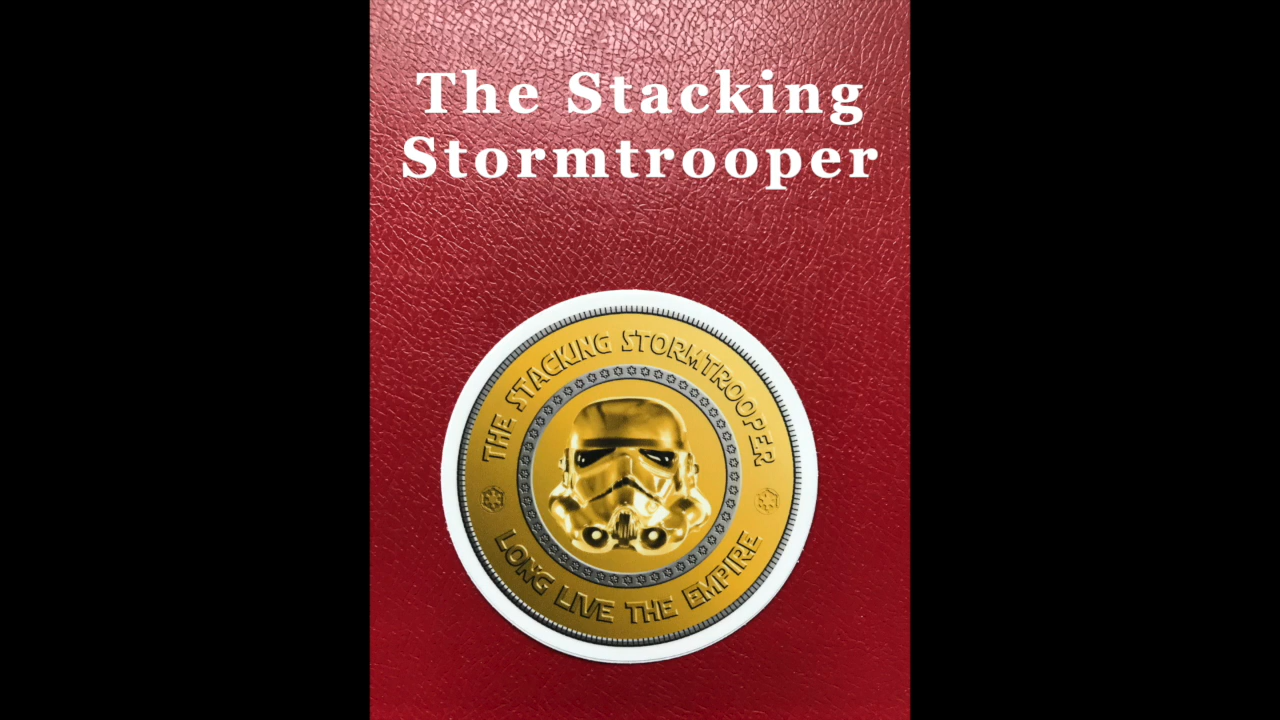 The Stacking
Stormtrooper
THE STACKING STORMTROOPER
LONG LIVE THE EMPIRE